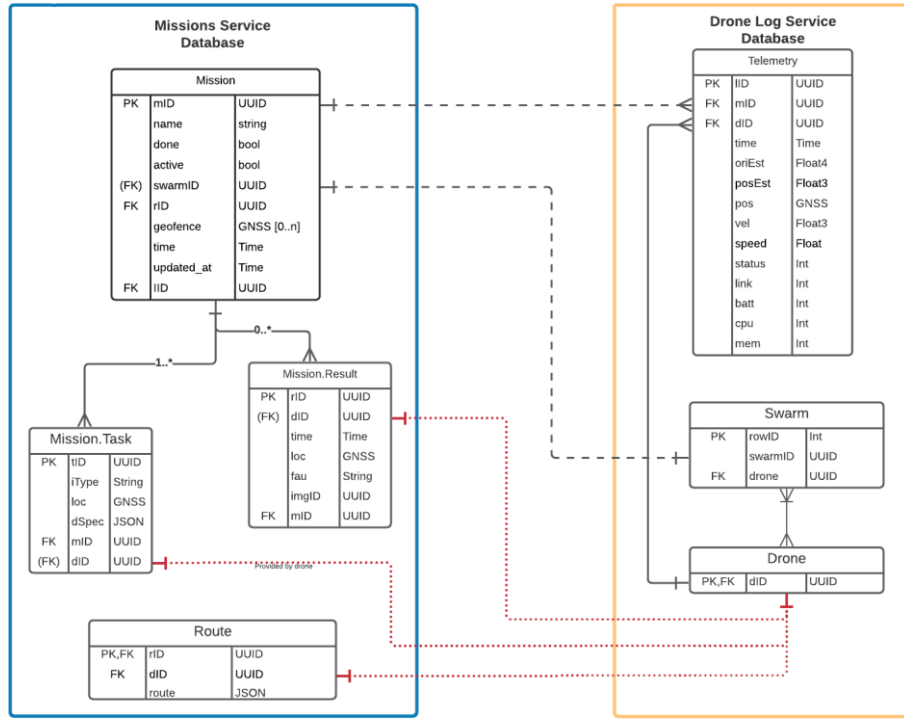 Missions Service
Database
Mission
PK mID UUID
name string
done bool
active bool
(FK) swarmID UUID
FK rID UUID
geofence GNSS [0..n]
time Time
updated_at Time
FK lID UUID
1..*
0..*
Mission.Result
PK rID UUID
(FK) dID UUID
time Time
loc GNSS
fau String
imgID UUID
FK mID UUID
Mission.Task
PK tID UUID
iType String
loc GNSS
dSpec JSON
FK mID UUID
(FK) dID UUID
Provided by drone
Route
PK,FK rID UUID
FK dID UUID
route JSON
Drone Log Service
Database
Telemetry
PK lID UUID
FK mID UUID
FK dID UUID
time Time
oriEst Float4
posEst Float3
pos GNSS
vel Float3
speed Float
status Int
link Int
batt Int
cpu Int
mem Int
Swarm
PK rowID Int
swarmID UUID
FK drone UUID
Drone
PK,FK dID UUID